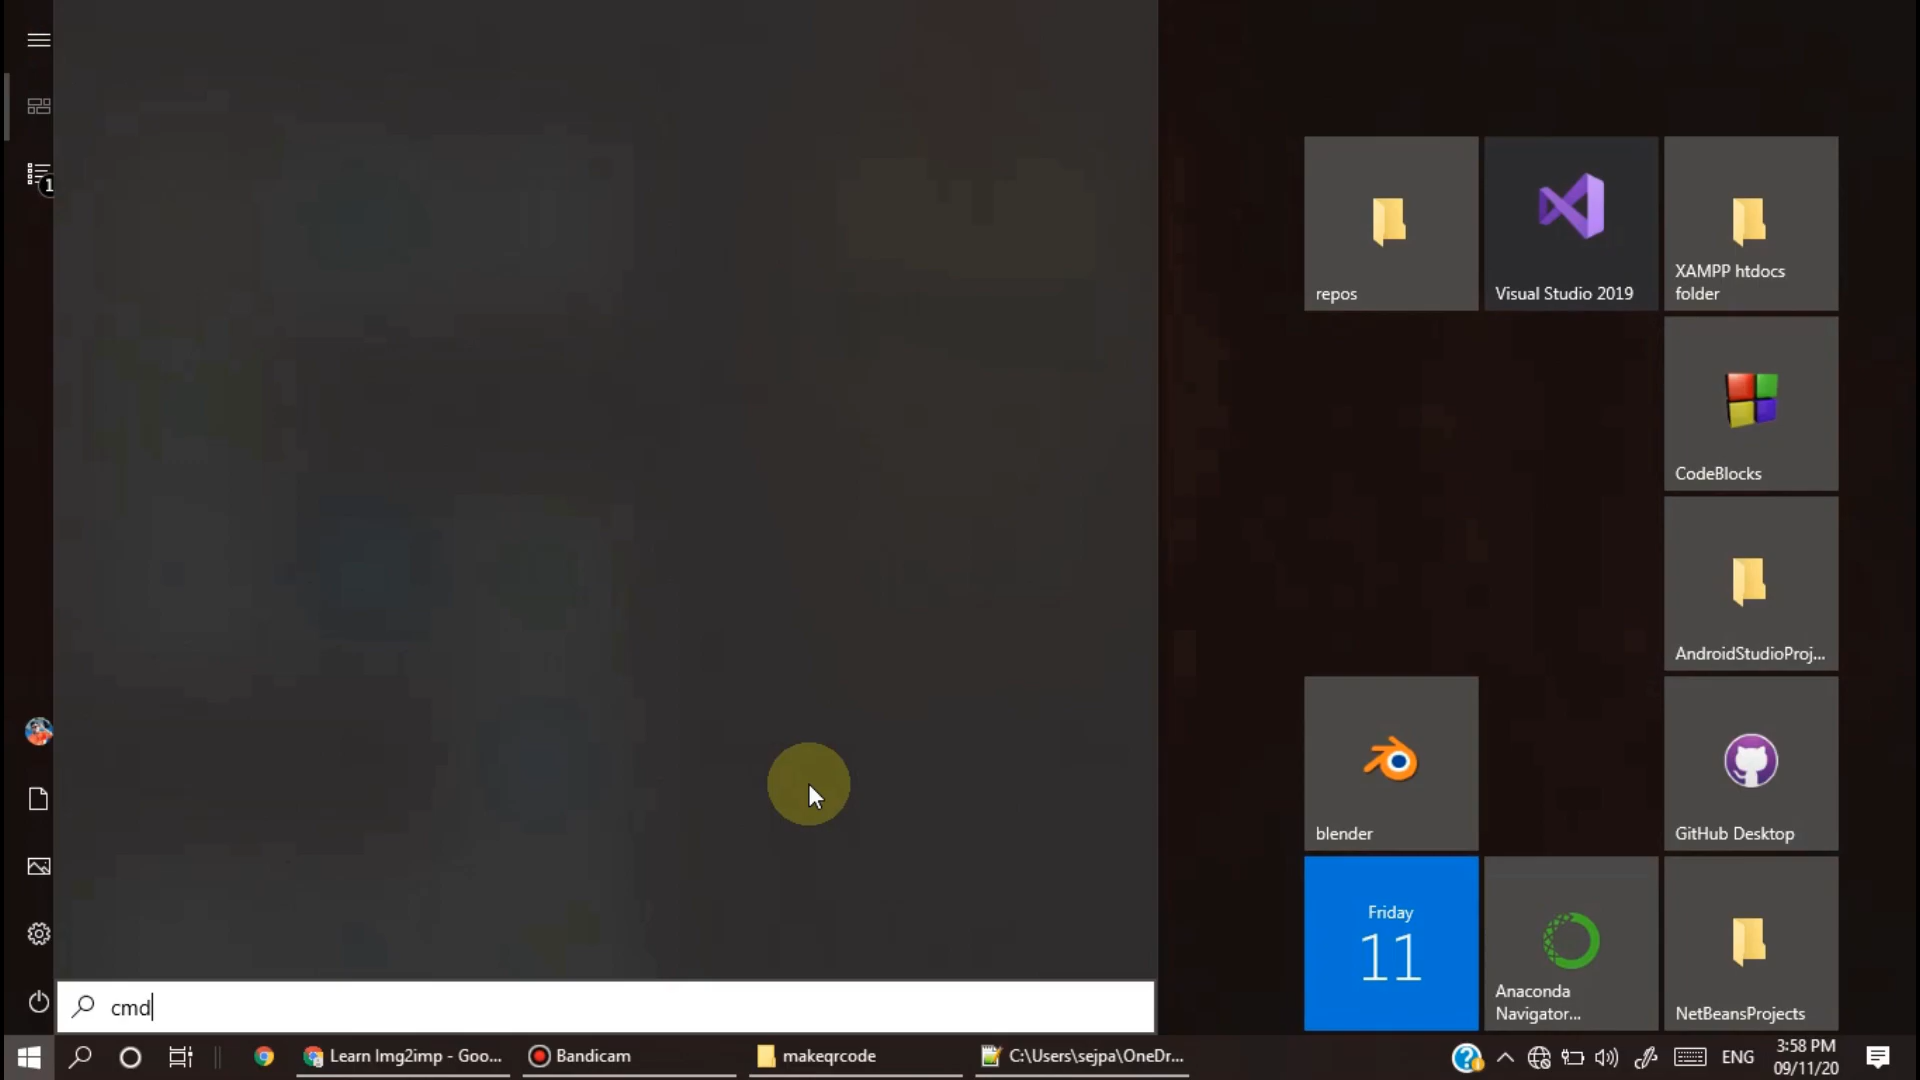 1
repos
Visual Studio 2019
XAMPP htdocs
folder
CodeBlocks
AndroidStudioProj...
blender
GitHub Desktop
Friday
11
Anaconda
Navigator...
NetBeansProjects
cmd
Learn Img2imp - Goo...
Bandicam
makeqrcode
C:\Users\sejpa\OneDr...
ENG
3:58 PM
09/11/20